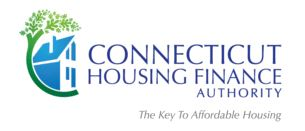 CONNECTICUT
HOUSING FINANCE
AUTHORITY
The Key To Affordable Housing